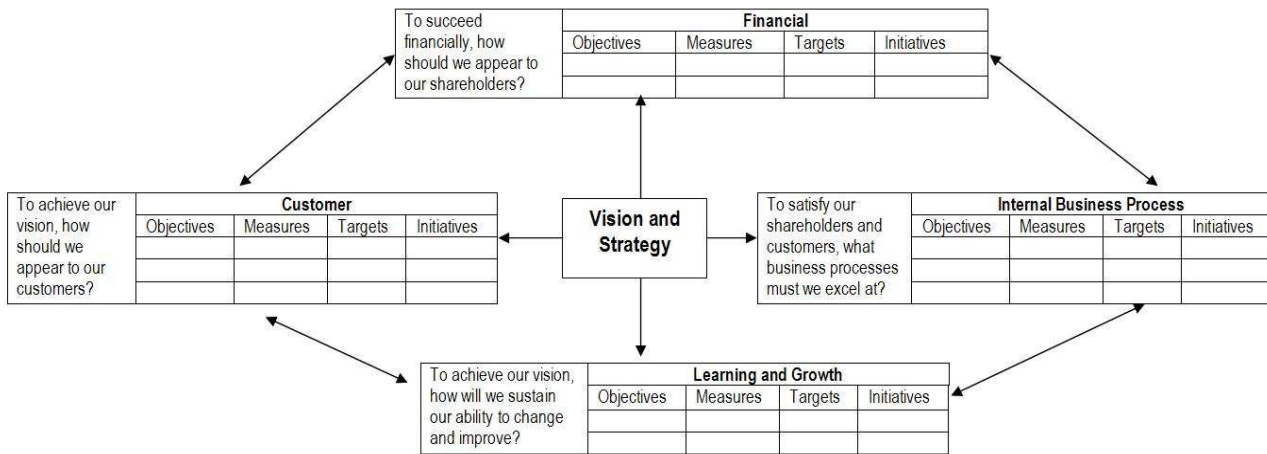 To succeed
financially, how
should we appear to
our shareholders?
Financial
Objectives Measures Targets Initiatives
To achieve our
vision, how
should we
appear to our
customers?
Customer
Objectives Measures Targets Initiatives
Vision and
Strategy
To satisfy our
shareholders and
customers, what
business processes
must we excel at?
Internal Business Process
Objectives Measures Targets Initiatives
To achieve our vision,
how will we sustain
our ability to change
and improve?
Learning and Growth
Objectives Measures Targets Initiatives